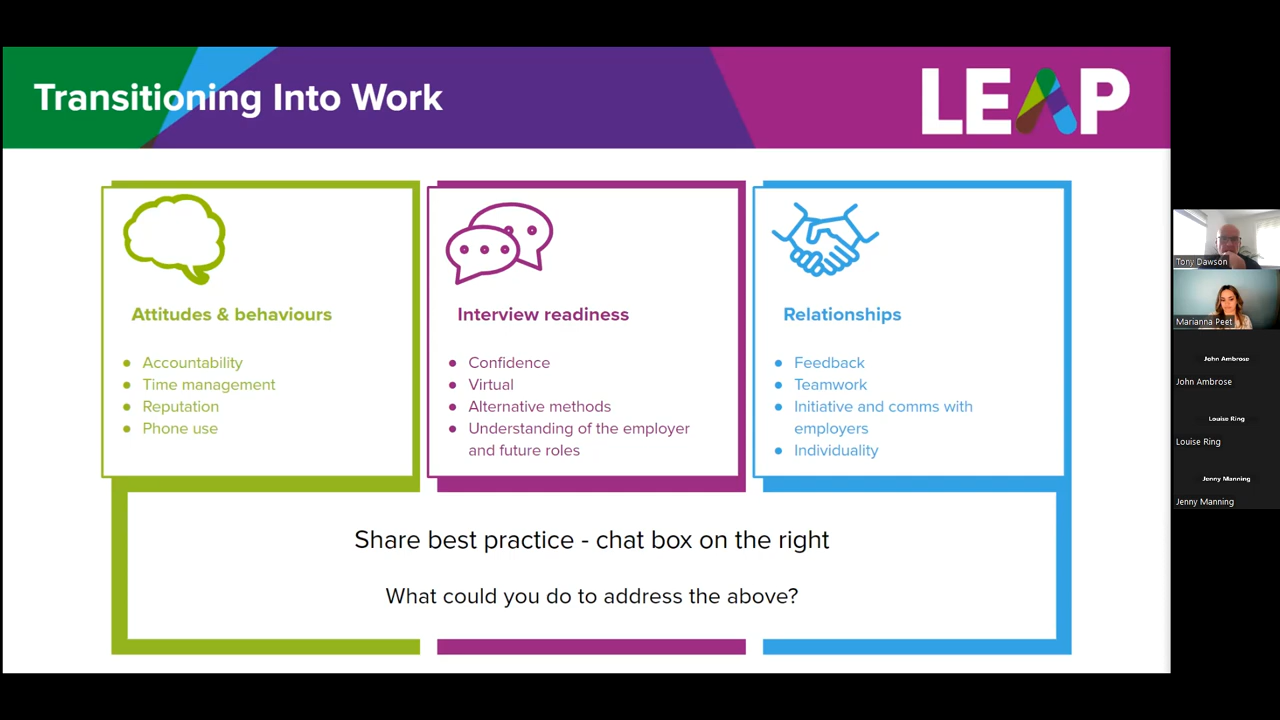 Transitioning Into Work
LEAP
Attitudes & behaviours
Accountability
Time management
Reputation
Phone use
Interview readiness
Confidence
Virtual
Alternative methods
Understanding of the employer
and future roles
Relationships
Feedback
Teamwork
Initiative and comms with
employers
Individuality
Share best practice - chat box on the right
What could you do to address the above?
Tony Dawson
Marianna Peet
John Ambrose
John Ambrose
Louise Ring
Louise Ring
Jenny Manning
Jenny Manning